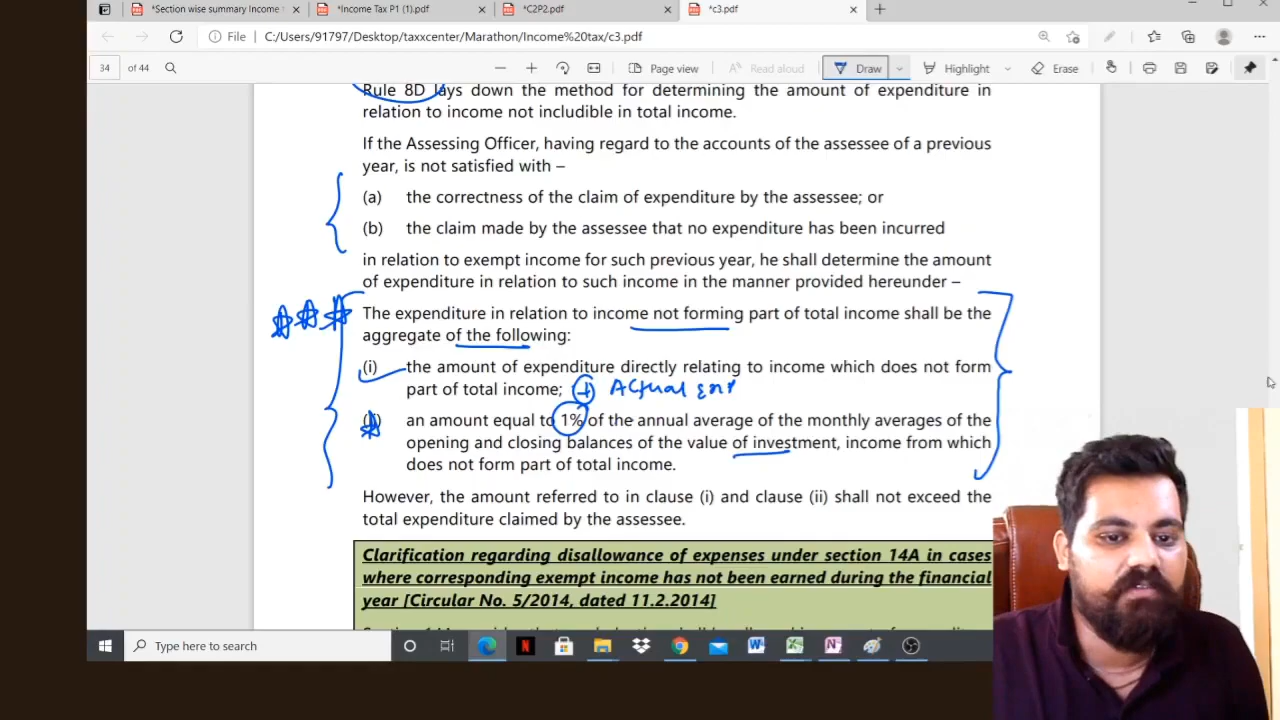 *Section wise summary Income t
*Income Tax P1 (1).pdf
*C2P2.pdf
*c3.pdf
File
C:/Users/91797/Desktop/taxxcenter/Marathon/Income%20tax/c3.pdf
34 of 44
Page view
Read aloud
Draw
Highlight
Erase
Rule 8D lays down the method for determining the amount of expenditure in
relation to income not includible in total income.
If the Assessing Officer, having regard to the accounts of the assessee of a previous
year, is not satisfied with –
(a) the correctness of the claim of expenditure by the assessee; or
(b) the claim made by the assessee that no expenditure has been incurred
in relation to exempt income for such previous year, he shall determine the amount
of expenditure in relation to such income in the manner provided hereunder –
The expenditure in relation to income not forming part of total income shall be the
aggregate of the following:
(i) the amount of expenditure directly relating to income which does not form
part of total income; + Actual
an amount equal to 1% of the annual average of the monthly averages of the
opening and closing balances of the value of investment, income from which
does not form part of total income.
However, the amount referred to in clause (i) and clause (ii) shall not exceed the
total expenditure claimed by the assessee.
Clarification regarding disallowance of expenses under section 14A in cases
where corresponding exempt income has not been earned during the financial
year [Circular No. 5/2014, dated 11.2.2014]
Type here to search